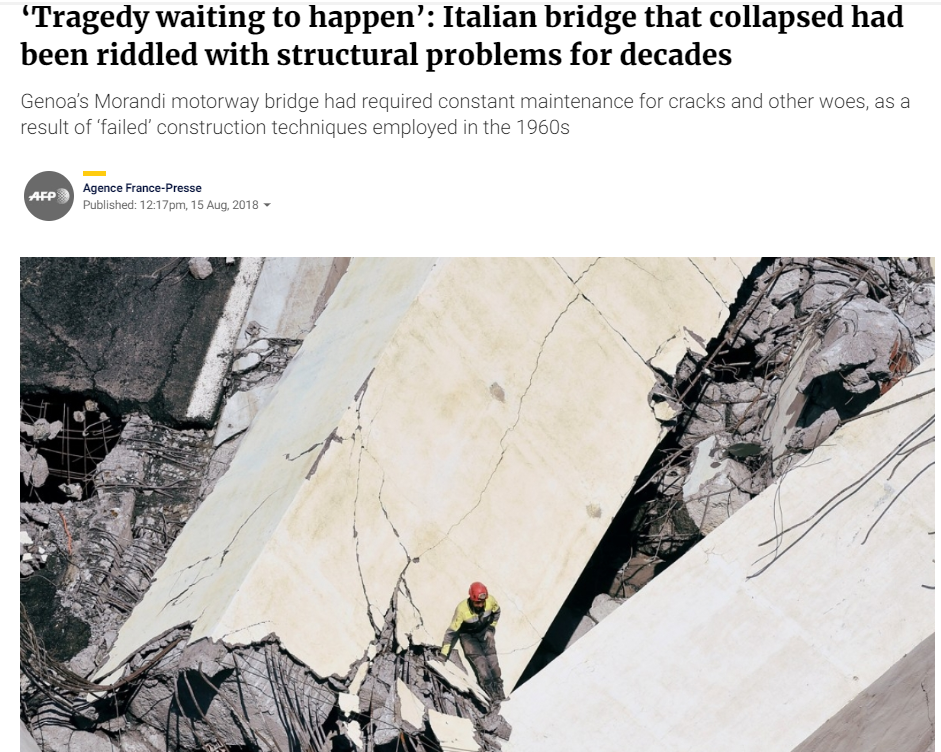 ‘Tragedy waiting to happen’: Italian bridge that collapsed had
been riddled with structural problems for decades
Genoa’s Morandi motorway bridge had required constant maintenance for cracks and other woes, as a
result of ‘failed’ construction techniques employed in the 1960s
AFP
Agence France-Presse
Published: 12:17pm, 15 Aug, 2018